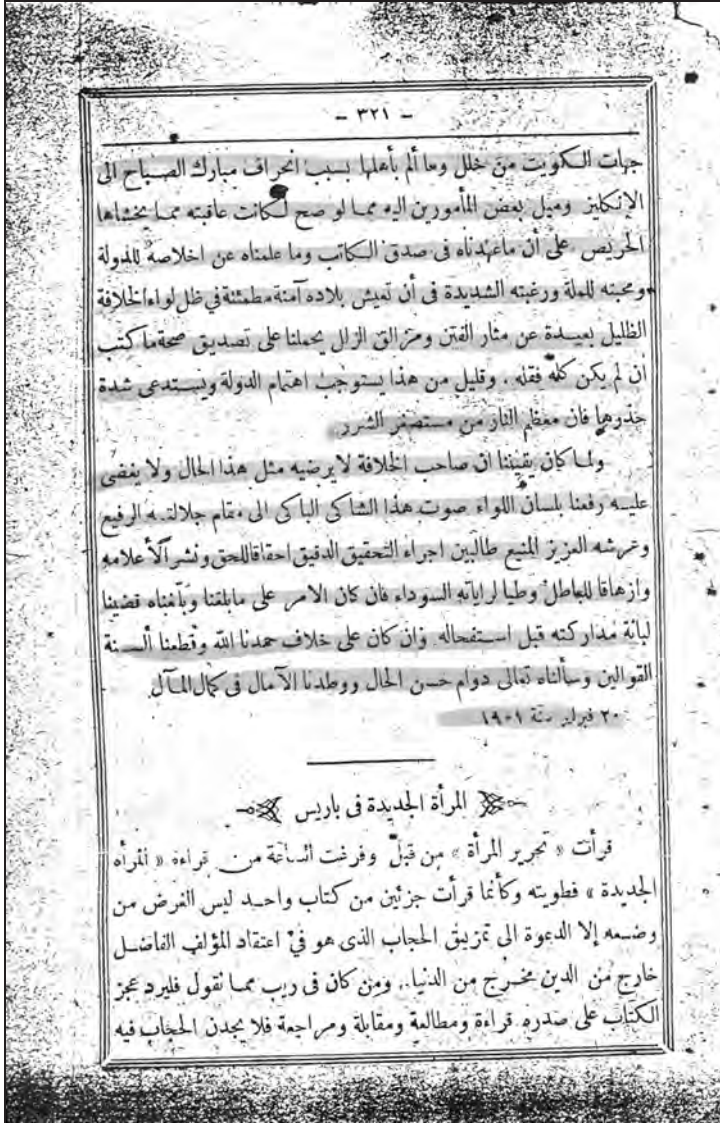 - ٣٢١ -
جهات الكويت من خلل وما ألم بأهلها بسبب انحراف مبارك الصباح الى
الإنكليز وميل بعض المأمورين اليه مما لو صح لكانت عاقبته مما يخشاها
الحريص على أن ماعهدناه فى صدق الكاتب وما علمناه عن اخلاصه للدولة
ومحبته للملة ورغبته الشديدة فى أن تعيش بلاده آمنة مطمئنة فى ظل لواء الخلافة
الظليل بعيدة عن مثار الفتن ومزالق الزلل يحملنا على تصديق صحة ما كتب
ان لم يكن كله فقله . وقليل من هذا يستوجب اهتمام الدولة ويستدعى شدة
حذوها فان معظم النار من مستصغر الشرر
ولما كان يقيننا ان صاحب الخلافة لايرضيه مثل هذا الحال ولا يغضى
عليه رفعنا بلسان اللواء صوت هذا الشاكى الباكى الى مقام جلالته الرفيع
وعرشه العزيز المنيع طالبين اجراء التحقيق الدقيق احقاقا للحق ونشرا لأعلامه
وازهاقا للباطل وطيا لراياته السوداء فان كان الامر على مابلغنا وبلغناه قضينا
لبانة مداركته قبل استفحاله وان كان على خلاف حمدنا الله وقطعنا ألسنة
القوالين وسألناه تعالى دوام حسن الحال ووطدنا الآمال فى كمال المآل
٢٠ فبراير سنة ١٩٠١
المرأة الجديدة فى باريس
قرأت « تحرير المرأة » من قبل وفرغت الساعة من قراءة « المرأه
الجديدة » فطويته وكأنما قرأت جزئين من كتاب واحد ليس الغرض من
وضعه إلا الدعوة الى تمزيق الحجاب الذى هو فى اعتقاد المؤلف الفاضل
خارج من الدين مخرج من الدنيا . ومن كان فى ريب مما نقول فليرد عجز
الكتاب على صدره قراءة ومطالعة ومقابلة ومراجعة فلا يجدن الحجاب فيه